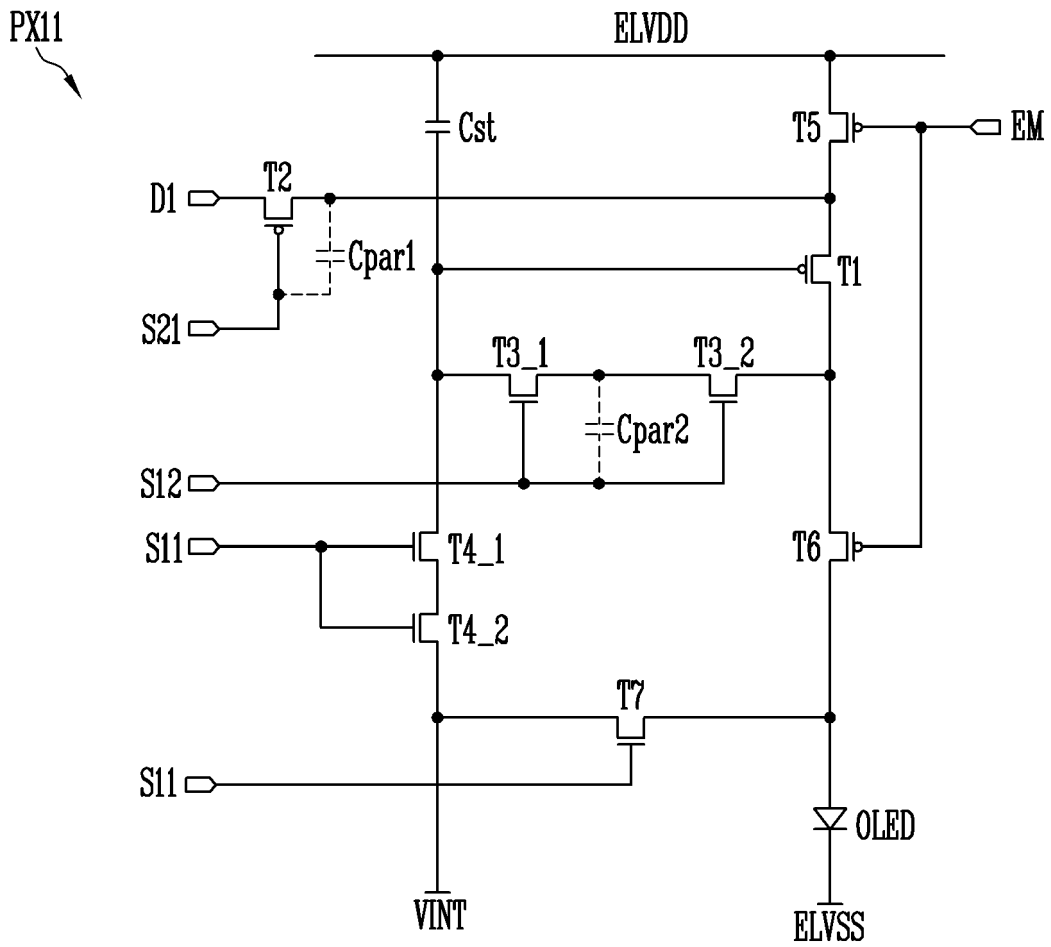 PX11
ELVDD
Cst
T5
EM
D1
T2
Cpar1
T1
S21
T3_1
T3_2
Cpar2
S12
S11
T4_1
T6
T4_2
T7
S11
OLED
VINT
ELVSS